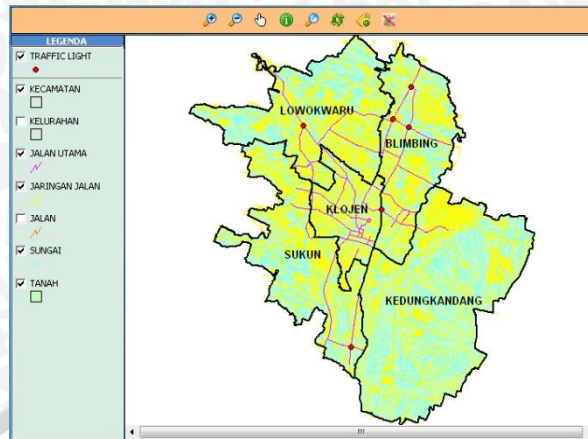 LEGENDA
TRAFFIC LIGHT
KECAMATAN
KELURAHAN
JALAN UTAMA
JARINGAN JALAN
JALAN
SUNGAI
TANAH
LOWOKWARU
BLIMBING
KLOJEN
SUKUN
KEDUNGKANDANG